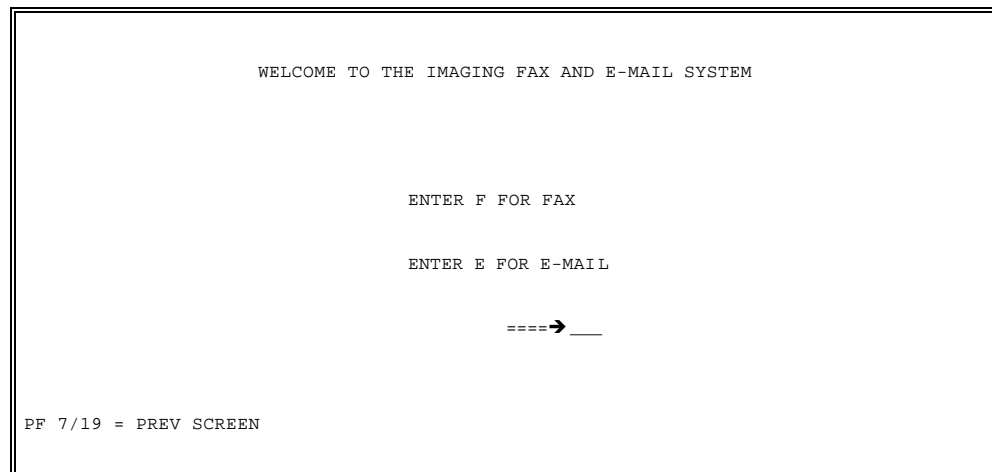 WELCOME TO THE IMAGING FAX AND E-MAIL SYSTEM
ENTER F FOR FAX
ENTER E FOR E-MAIL
====➔ ___
PF 7/19 = PREV SCREEN